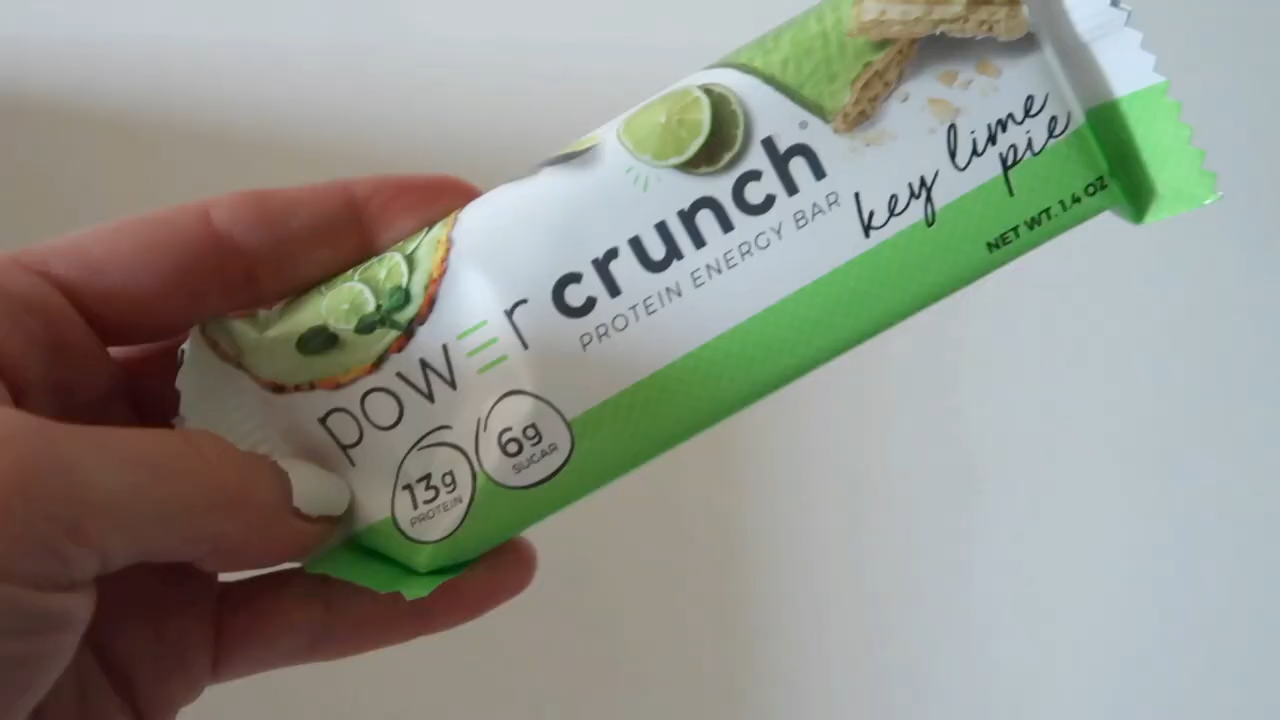 power crunch®
PROTEIN ENERGY BAR
key lime
pie
NET WT. 1.4 OZ
13g
PROTEIN
6g
SUGAR